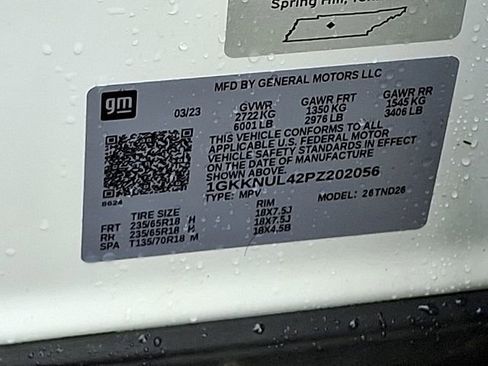 Spring Hill,
MFD BY GENERAL MOTORS LLC
gm
03/23
GVWR GAWR FRT GAWR RR
2722 KG 1350 KG 1545 KG
6001 LB 2976 LB 3406 LB
THIS VEHICLE CONFORMS TO ALL
APPLICABLE U.S. FEDERAL MOTOR
VEHICLE SAFETY STANDARDS IN EFFECT
ON THE DATE OF MANUFACTURE
SHOWN ABOVE.
1GKKNUL42PZ202056
TYPE: MPV MODEL: 26TND26
8624
TIRE SIZE RIM
FRT 235/65R18 H 18X7.5J
RR 235/65R18 H 18X7.5J
SPA T135/70R18 M 18X4.5B